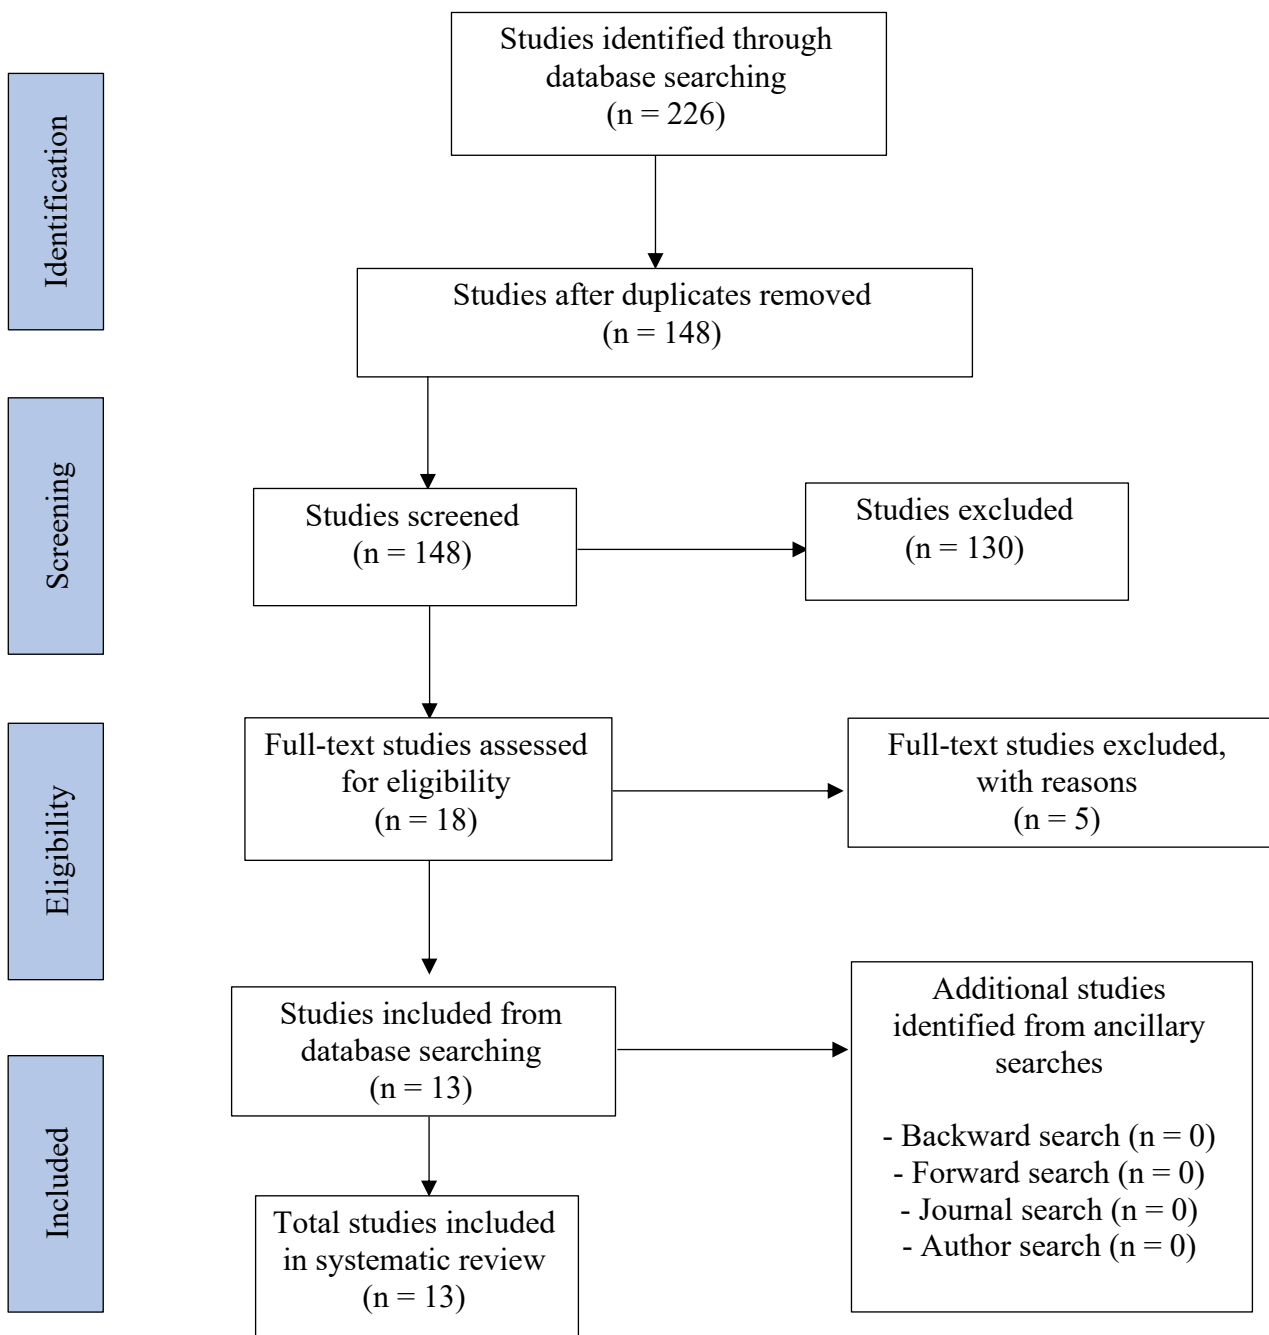 Identification
Studies identified through
database searching
(n = 226)
Studies after duplicates removed
(n = 148)
Screening
Studies screened
(n = 148)
Studies excluded
(n = 130)
Eligibility
Full-text studies assessed
for eligibility
(n = 18)
Full-text studies excluded,
with reasons
(n = 5)
Included
Studies included from
database searching
(n = 13)
Additional studies
identified from ancillary
searches
- Backward search (n = 0)
- Forward search (n = 0)
- Journal search (n = 0)
- Author search (n = 0)
Total studies included
in systematic review
(n = 13)